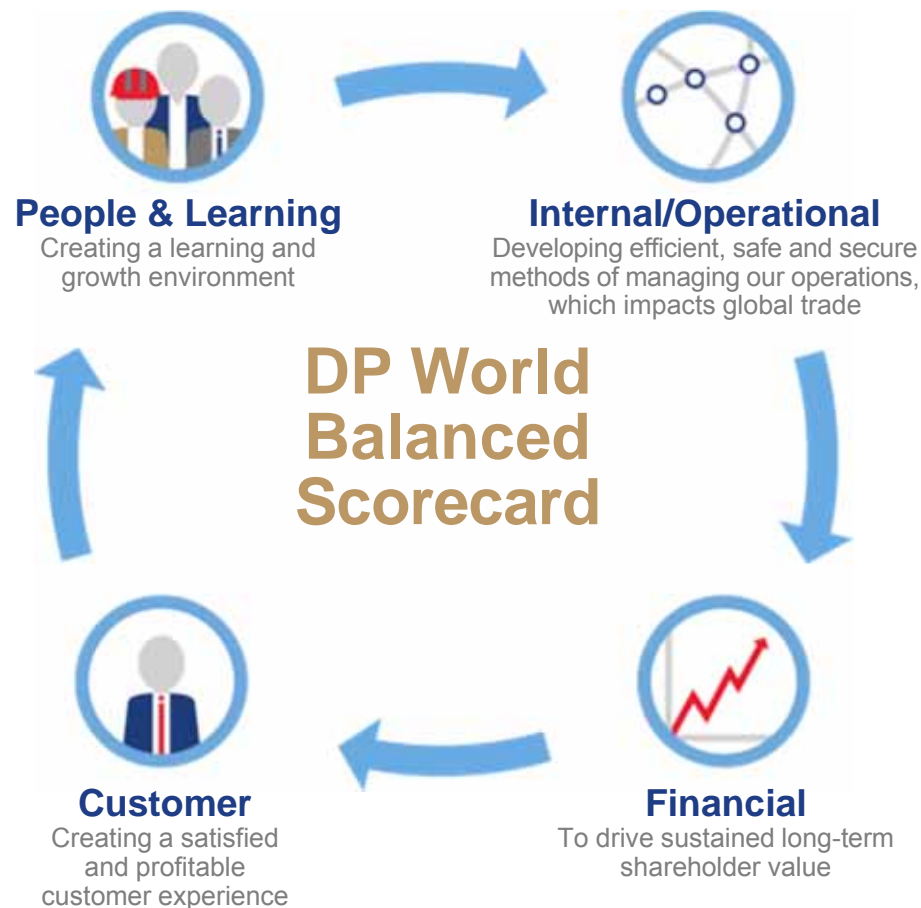 People & Learning
Creating a learning and
growth environment
Internal/Operational
Developing efficient, safe and secure
methods of managing our operations,
which impacts global trade
DP World
Balanced
Scorecard
Customer
Creating a satisfied
and profitable
customer experience
Financial
To drive sustained long-term
shareholder value